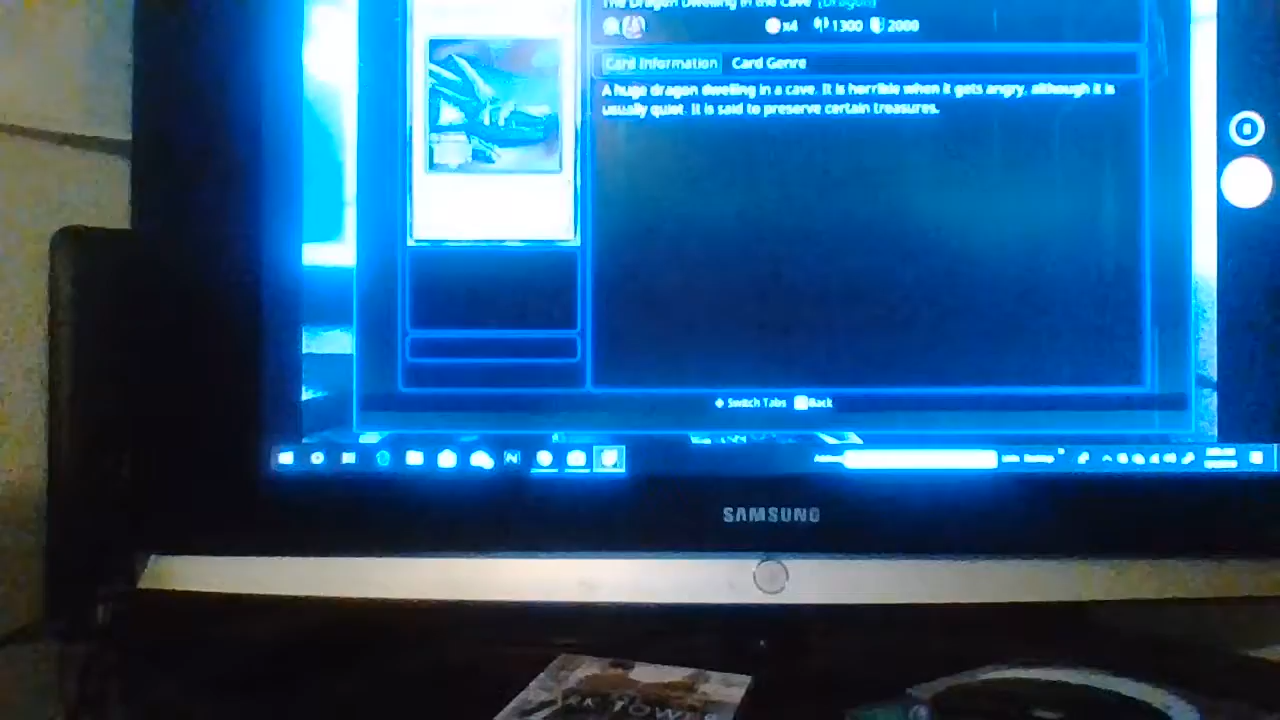 The Dragon Dwelling in the Cave [Dragon]
x4 1300 2000
Card Information Card Genre
A huge dragon dwelling in a cave. It is horrible when it gets angry, although it is
usually quiet. It is said to preserve certain treasures.
Switch Tabs Back
SAMSUNG
TOWER